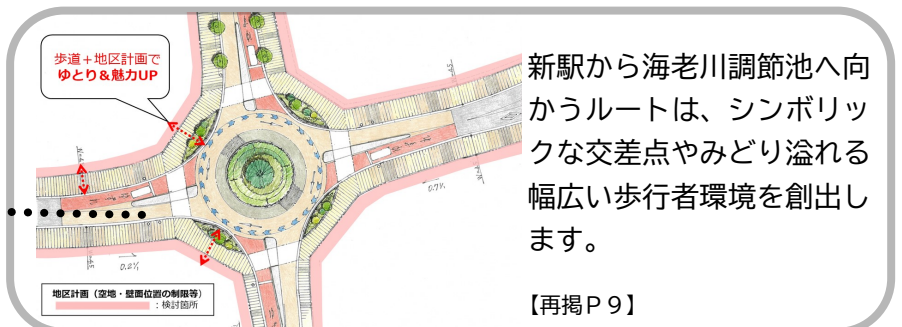 歩道＋地区計画で
ゆとり＆魅力UP
新駅から海老川調節池へ向
かうルートは、シンボリッ
クな交差点やみどり溢れる
幅広い歩行者環境を創出し
ます。
【再掲Ｐ９】
地区計画（空地・壁面位置の制限等）
：検討箇所